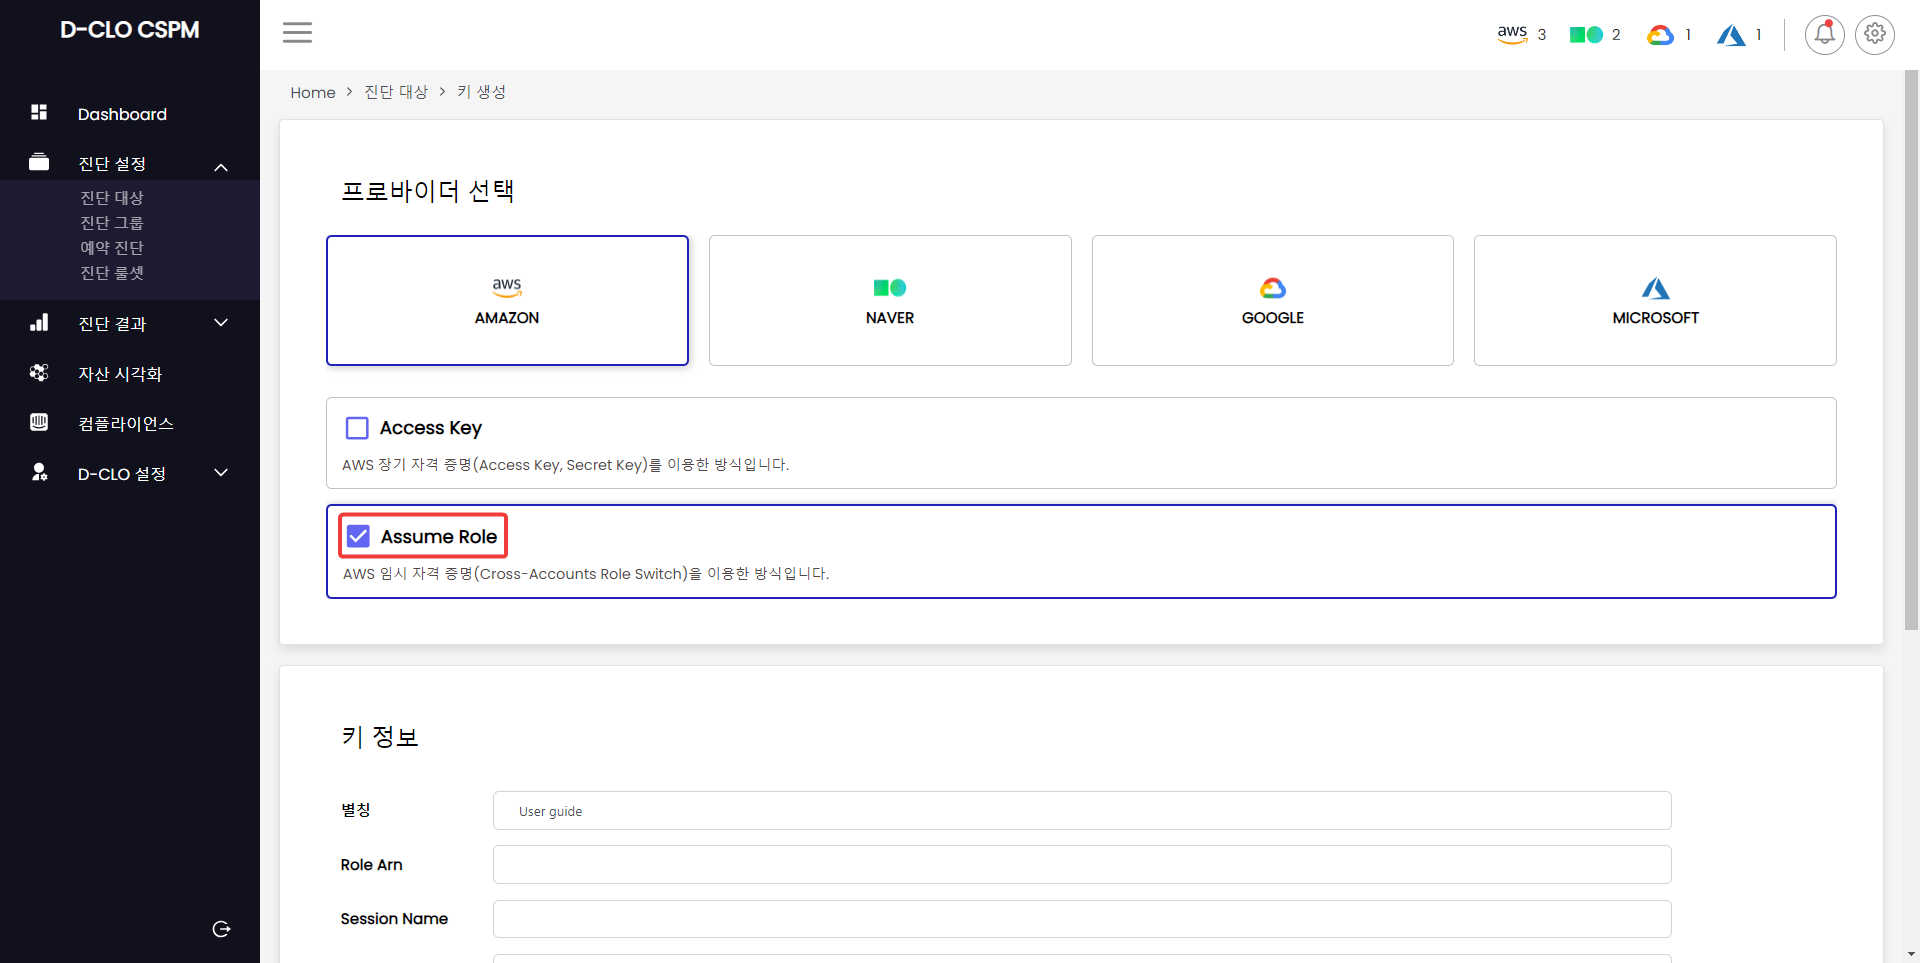 D-CLO CSPM
aws 3 2 1 1
Dashboard
진단 설정
진단 대상
진단 그룹
예약 진단
진단 룰셋
진단 결과
자산 시각화
컴플라이언스
D-CLO 설정
Home > 진단 대상 > 키 생성
프로바이더 선택
aws
AMAZON
NAVER
GOOGLE
MICROSOFT
Access Key
AWS 장기 자격 증명(Access Key, Secret Key)를 이용한 방식입니다.
Assume Role
AWS 임시 자격 증명(Cross-Accounts Role Switch)을 이용한 방식입니다.
키 정보
별칭 User guide
Role Arn
Session Name